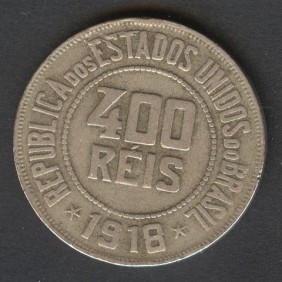 REPUBLICA DOS ESTADOS UNIDOS DO BRASIL
400
RÉIS
* 1918 *